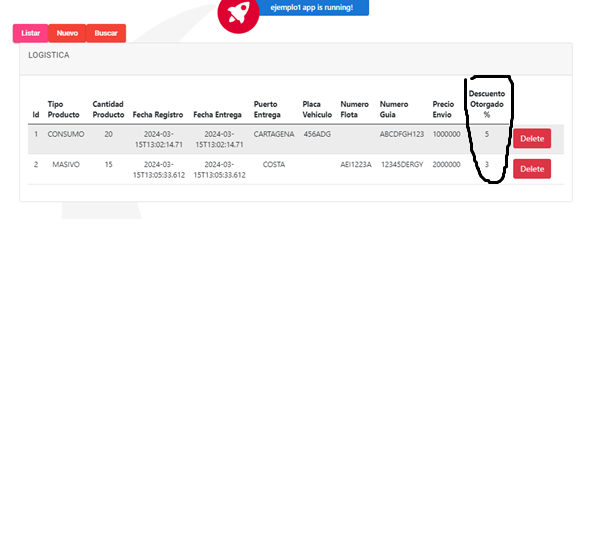 ejemplo1 app is running!
Listar Nuevo Buscar
LOGISTICA
Id Tipo Producto Cantidad Producto Fecha Registro Fecha Entrega Puerto Entrega Placa Vehiculo Numero Flota Numero Guia Precio Envio Descuento Otorgado %
1 CONSUMO 20 2024-03-15T13:02:14.71 2024-03-15T13:02:14.71 CARTAGENA 456ADG ABCDFGH123 1000000 5 Delete
2 MASIVO 15 2024-03-15T13:05:33.612 2024-03-15T13:05:33.612 COSTA AEI1223A 12345DERGY 2000000 3 Delete